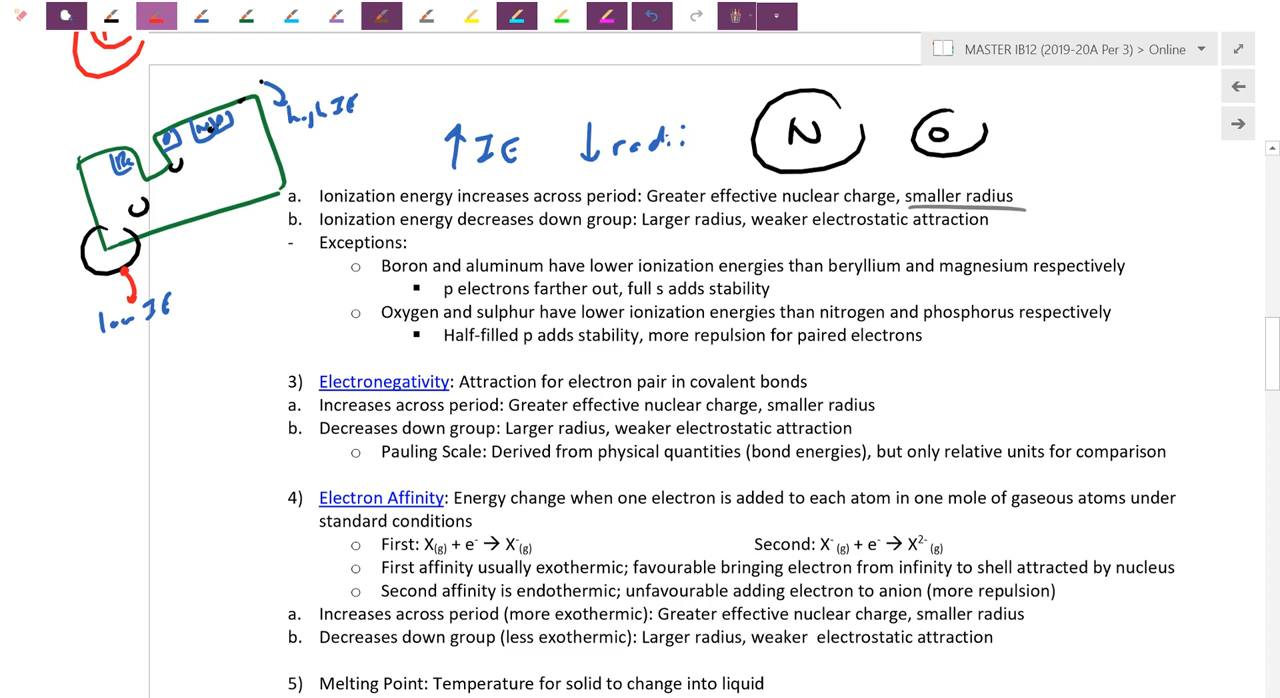 MASTER IB12 (2019-20A Per 3) > Online
high IE
↑ IE ↓ radii N O
low IE
a. Ionization energy increases across period: Greater effective nuclear charge, smaller radius
b. Ionization energy decreases down group: Larger radius, weaker electrostatic attraction
- Exceptions:
○ Boron and aluminum have lower ionization energies than beryllium and magnesium respectively
▪ p electrons farther out, full s adds stability
○ Oxygen and sulphur have lower ionization energies than nitrogen and phosphorus respectively
▪ Half-filled p adds stability, more repulsion for paired electrons
3) Electronegativity: Attraction for electron pair in covalent bonds
a. Increases across period: Greater effective nuclear charge, smaller radius
b. Decreases down group: Larger radius, weaker electrostatic attraction
○ Pauling Scale: Derived from physical quantities (bond energies), but only relative units for comparison
4) Electron Affinity: Energy change when one electron is added to each atom in one mole of gaseous atoms under
standard conditions
○ First: X(g) + e⁻ → X⁻(g) Second: X⁻ (g) + e⁻ → X²⁻ (g)
○ First affinity usually exothermic; favourable bringing electron from infinity to shell attracted by nucleus
○ Second affinity is endothermic; unfavourable adding electron to anion (more repulsion)
a. Increases across period (more exothermic): Greater effective nuclear charge, smaller radius
b. Decreases down group (less exothermic): Larger radius, weaker electrostatic attraction
5) Melting Point: Temperature for solid to change into liquid